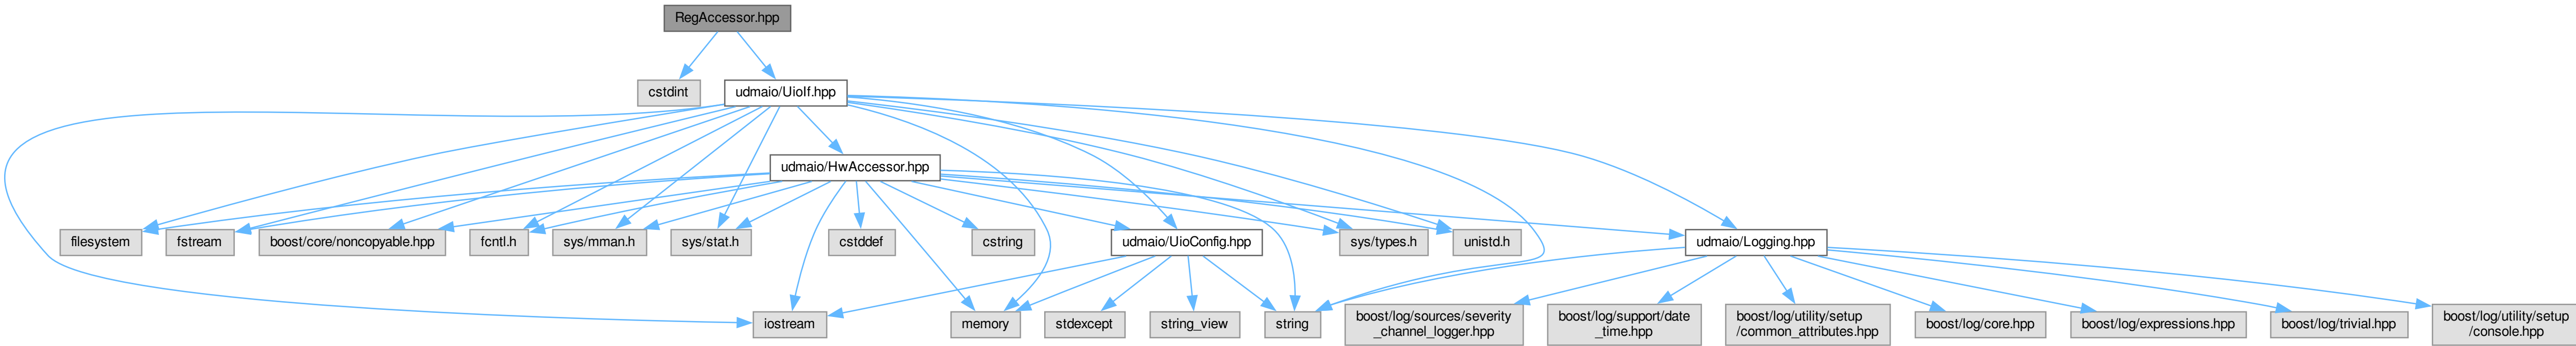 RegAccessor.hpp
cstdint
udmaio/UioIf.hpp
udmaio/HwAccessor.hpp
filesystem
fstream
boost/core/noncopyable.hpp
fcntl.h
sys/mman.h
sys/stat.h
cstddef
cstring
udmaio/UioConfig.hpp
sys/types.h
unistd.h
udmaio/Logging.hpp
iostream
memory
stdexcept
string_view
string
boost/log/sources/severity
_channel_logger.hpp
boost/log/support/date
_time.hpp
boost/log/utility/setup
/common_attributes.hpp
boost/log/core.hpp
boost/log/expressions.hpp
boost/log/trivial.hpp
boost/log/utility/setup
/console.hpp